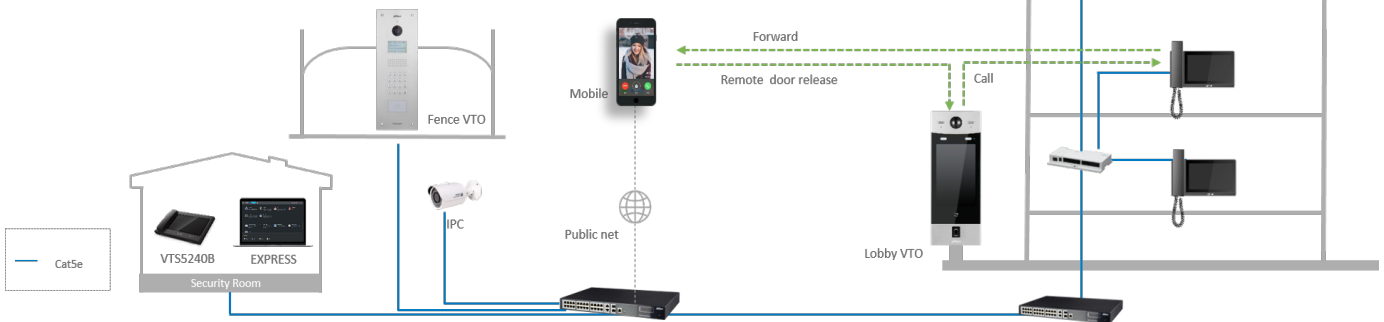 Forward
Remote door release
Call
Mobile
Fence VTO
IPC
Public net
Lobby VTO
VTS5240B
EXPRESS
Security Room
Cat5e